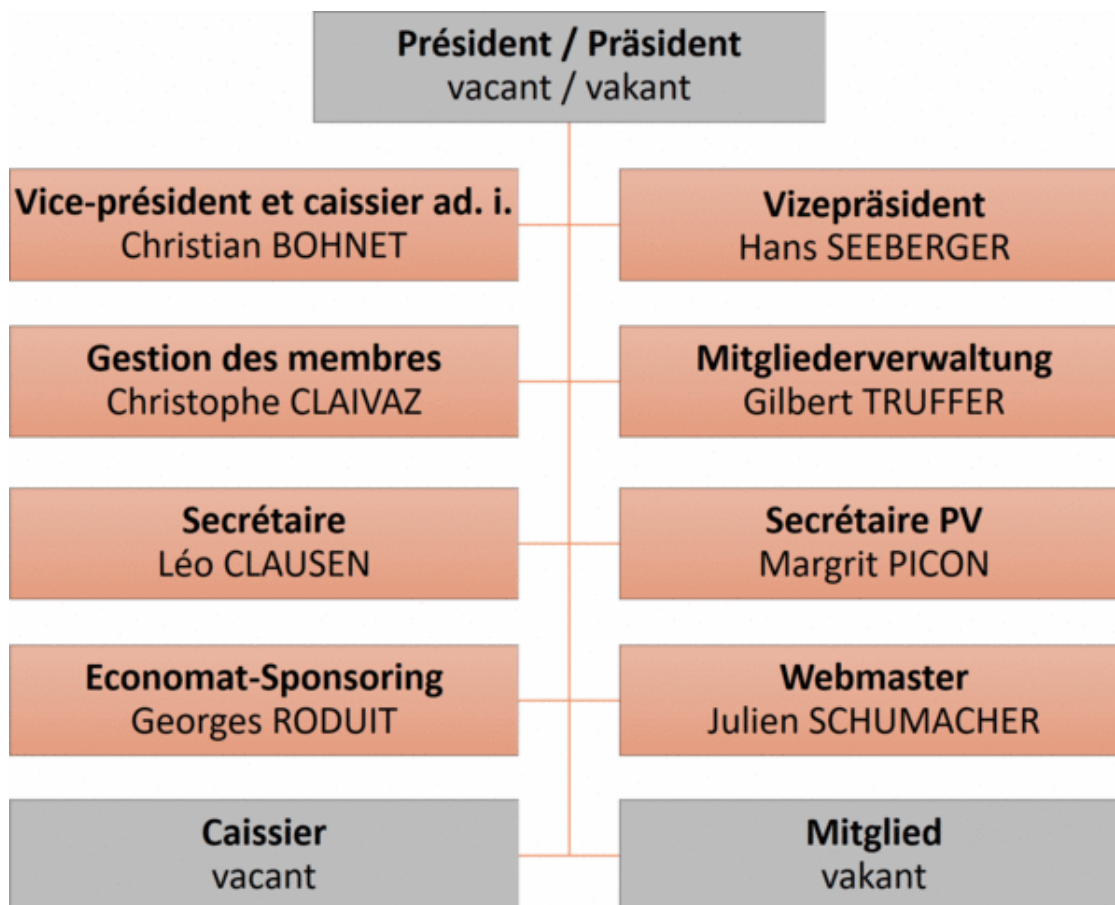 Président / Präsident
vacant / vakant
Vice-président et caissier ad. i.
Christian BOHNET
Vizepräsident
Hans SEEBERGER
Gestion des membres
Christophe CLAIVAZ
Mitgliederverwaltung
Gilbert TRUFFER
Secrétaire
Léo CLAUSEN
Secrétaire PV
Margrit PICON
Economat-Sponsoring
Georges RODUIT
Webmaster
Julien SCHUMACHER
Caissier
vacant
Mitglied
vakant